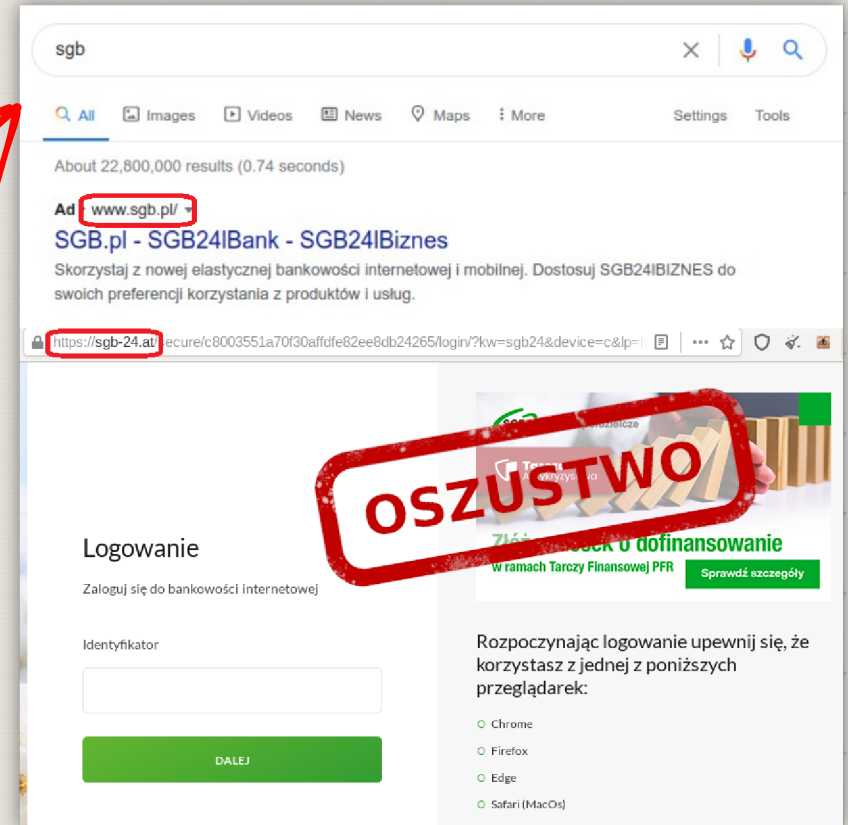 sgb
All Images Videos News Maps More Settings Tools
About 22,800,000 results (0.74 seconds)
Ad www.sgb.pl/
SGB.pl - SGB24IBank - SGB24IBiznes
Skorzystaj z nowej elastycznej bankowości internetowej i mobilnej. Dostosuj SGB24IBIZNES do
swoich preferencji korzystania z produktów i usług.
https://sgb-24.at/secure/c8003551a70f30affdfe82ee8db24265/login/?kw=sgb24&device=c&lp=
OSZUSTWO
dofinansowanie
w ramach Tarczy Finansowej PFR
Sprawdź szczegóły
Logowanie
Zaloguj się do bankowości internetowej
Identyfikator
DALEJ
Rozpoczynając logowanie upewnij się, że
korzystasz z jednej z poniższych
przeglądarek:
Chrome
Firefox
Edge
Safari (MacOs)